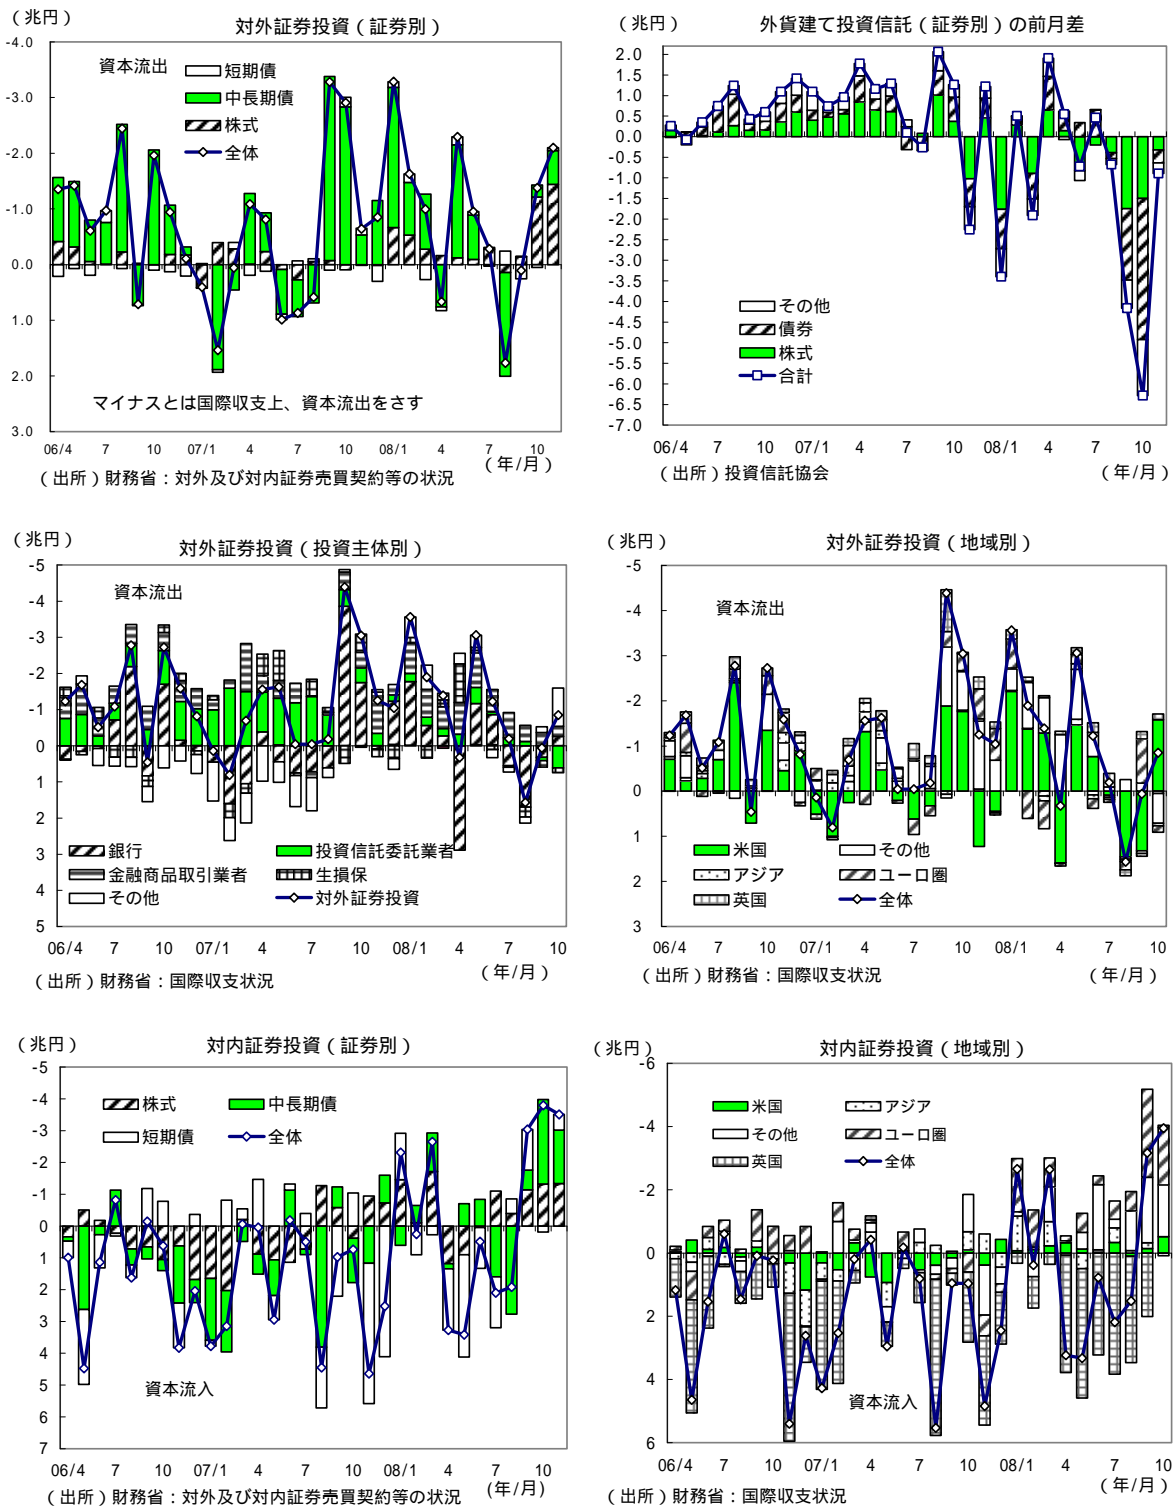 （兆円）
対外証券投資（証券別）
-4.0
-3.0
-2.0
-1.0
0.0
1.0
2.0
3.0
資本流出
短期債
中長期債
株式
全体
マイナスとは国際収支上、資本流出をさす
06/4 7 10 07/1 4 7 10 08/1 4 7 10
（年/月）
（出所）財務省：対外及び対内証券売買契約等の状況
（兆円）
外貨建て投資信託（証券別）の前月差
2.0
1.5
1.0
0.5
0.0
-0.5
-1.0
-1.5
-2.0
-2.5
-3.0
-3.5
-4.0
-4.5
-5.0
-5.5
-6.0
-6.5
-7.0
その他
債券
株式
合計
06/4 7 10 07/1 4 7 10 08/1 4 7 10
（出所）投資信託協会
（年/月）
（兆円）
対外証券投資（投資主体別）
-5
-4
-3
-2
-1
0
1
2
3
4
5
資本流出
銀行 投資信託委託業者
金融商品取引業者 生損保
その他 対外証券投資
06/4 7 10 07/1 4 7 10 08/1 4 7 10
（出所）財務省：国際収支状況
（年/月）
（兆円）
対外証券投資（地域別）
-5
-4
-3
-2
-1
0
1
2
3
資本流出
米国 その他
アジア ユーロ圏
英国 全体
06/4 7 10 07/1 4 7 10 08/1 4 7 10
（出所）財務省：国際収支状況
（年/月）
（兆円）
対内証券投資（証券別）
-5
-4
-3
-2
-1
0
1
2
3
4
5
6
7
株式 中長期債
短期債 全体
資本流入
06/4 7 10 07/1 4 7 10 08/1 4 7 10
（年/月）
（出所）財務省：対外及び対内証券売買契約等の状況
（兆円）
対内証券投資（地域別）
-6
-4
-2
0
2
4
6
米国 アジア
その他 ユーロ圏
英国 全体
資本流入
06/4 7 10 07/1 4 7 10 08/1 4 7 10
（年/月）
（出所）財務省：国際収支状況